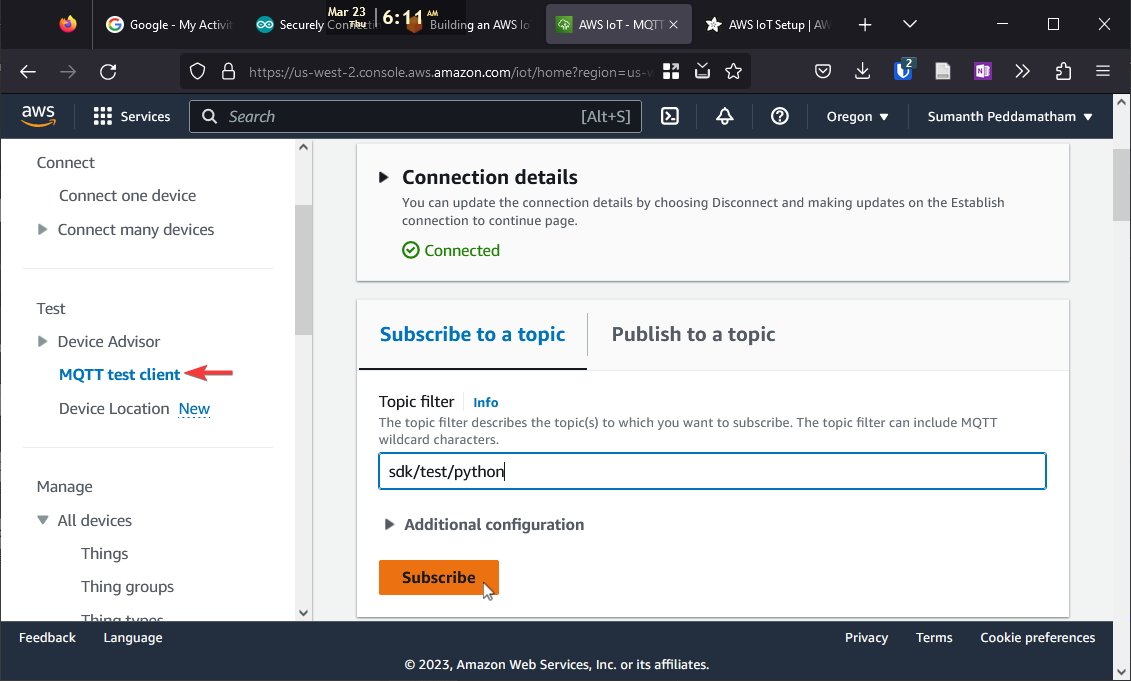 Google - My Activit
Securely Connecti
Mar 23
Thu
6:11 AM
Building an AWS Io
AWS IoT - MQTT
AWS IoT Setup | AW
https://us-west-2.console.aws.amazon.com/iot/home?region=us-w
2
aws
Services
Search
[Alt+S]
Oregon
Sumanth Peddamatham
Connect
Connect one device
Connect many devices
Test
Device Advisor
MQTT test client
Device Location New
Manage
All devices
Things
Thing groups
Thing types
Connection details
You can update the connection details by choosing Disconnect and making updates on the Establish
connection to continue page.
Connected
Subscribe to a topic
Publish to a topic
Topic filter Info
The topic filter describes the topic(s) to which you want to subscribe. The topic filter can include MQTT
wildcard characters.
sdk/test/python
Additional configuration
Subscribe
Feedback
Language
Privacy
Terms
Cookie preferences
© 2023, Amazon Web Services, Inc. or its affiliates.